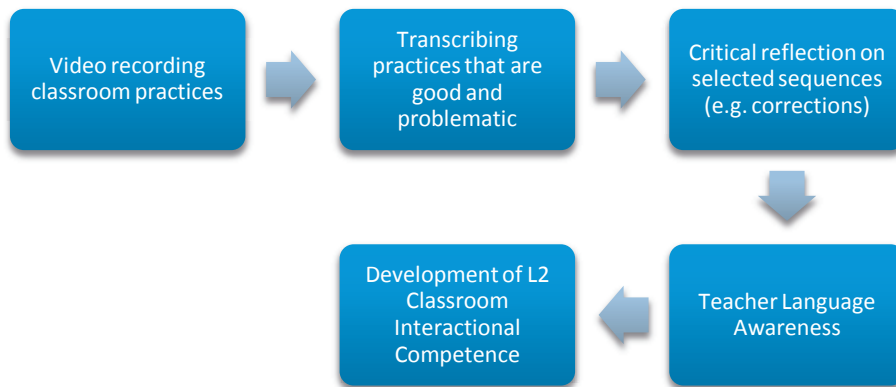 Video recording
classroom practices
Transcribing
practices that are
good and
problematic
Critical reflection on
selected sequences
(e.g. corrections)
Teacher Language
Awareness
Development of L2
Classroom
Interactional
Competence